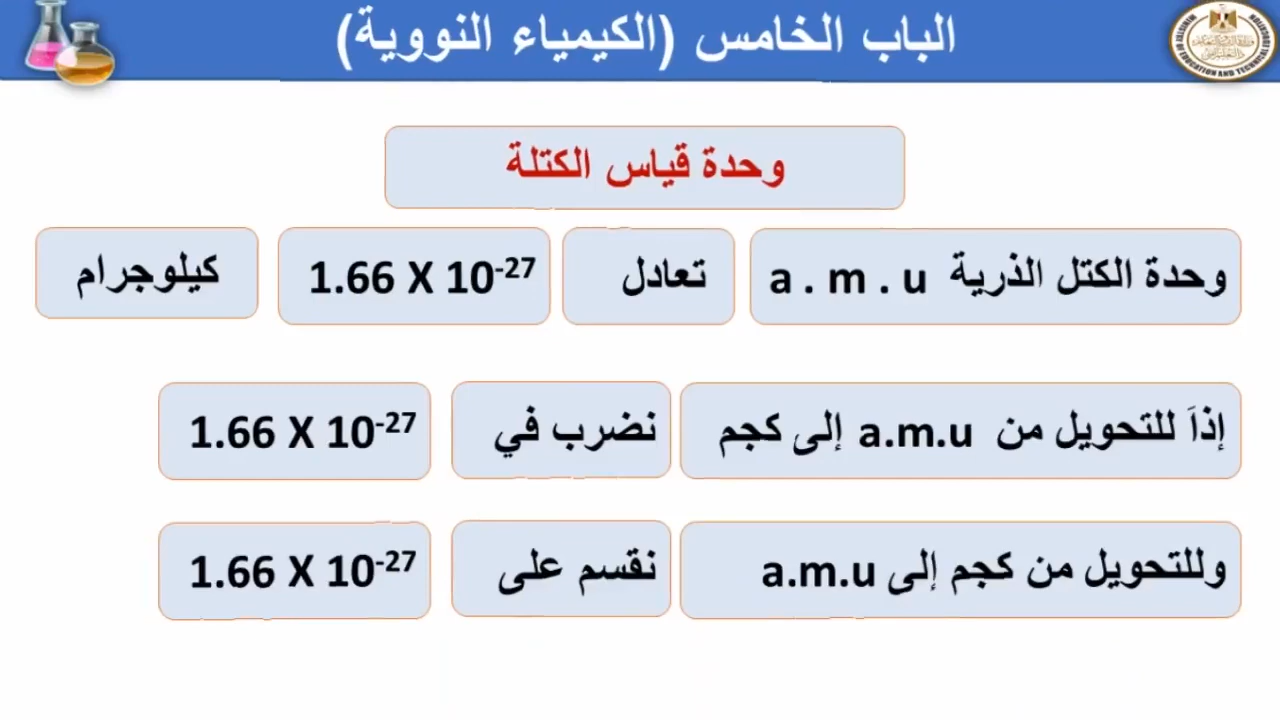 الباب الخامس (الكيمياء النووية)
وحدة قياس الكتلة
وحدة الكتل الذرية a . m . u تعادل 1.66 X 10⁻²⁷ كيلوجرام
إذاَ للتحويل من a.m.u إلى كجم نضرب في 1.66 X 10⁻²⁷
وللتحويل من كجم إلى a.m.u نقسم على 1.66 X 10⁻²⁷